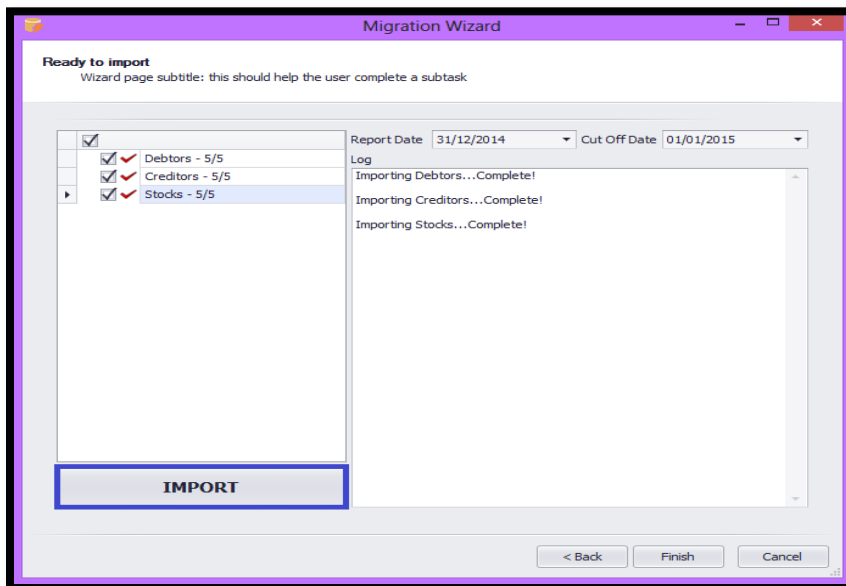 Migration Wizard
Ready to import
Wizard page subtitle: this should help the user complete a subtask
Report Date 31/12/2014 Cut Off Date 01/01/2015
Debtors - 5/5
Creditors - 5/5
Stocks - 5/5
Log
Importing Debtors...Complete!
Importing Creditors...Complete!
Importing Stocks...Complete!
IMPORT
< Back Finish Cancel